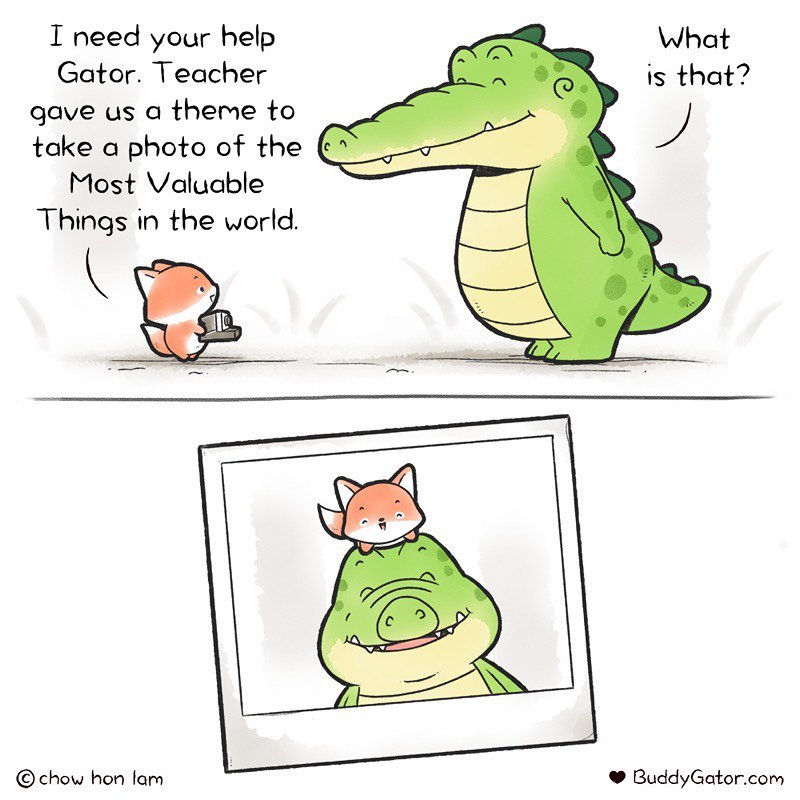 I need your help
Gator. Teacher
gave us a theme to
take a photo of the
Most Valuable
Things in the world.
What
is that?
© chow hon lam
♥ BuddyGator.com